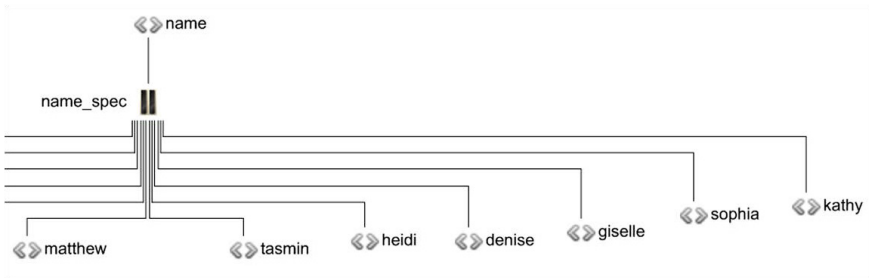 name
name_spec
kathy
sophia
giselle
heidi
denise
matthew
tasmin